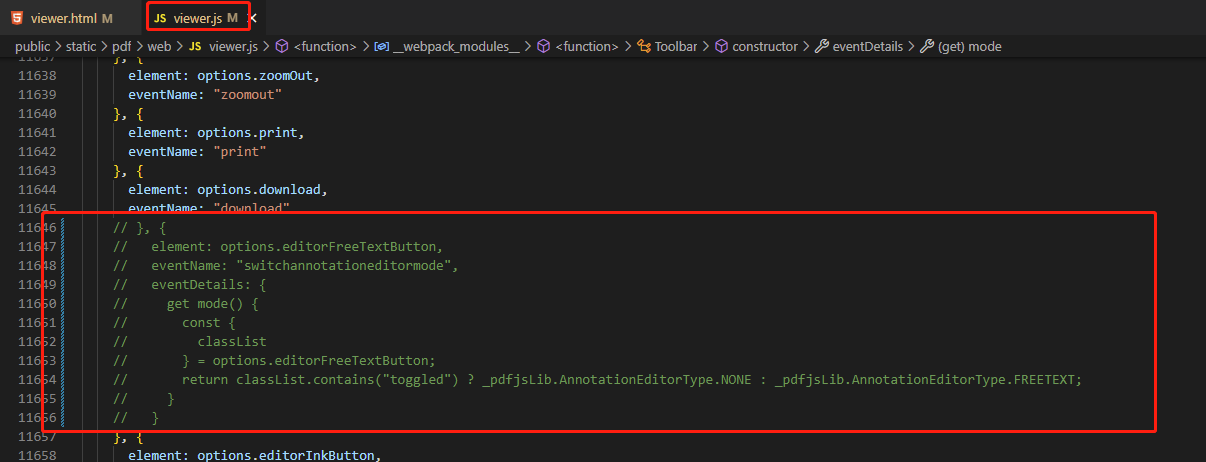 viewer.html M
JS viewer.js M ×
public > static > pdf > web > JS viewer.js > <function> > __webpack_modules__ > <function> > Toolbar > constructor > eventDetails > (get) mode
11637 }, {
11638 element: options.zoomOut,
11639 eventName: "zoomout"
11640 }, {
11641 element: options.print,
11642 eventName: "print"
11643 }, {
11644 element: options.download,
11645 eventName: "download"
11646 // }, {
11647 // element: options.editorFreeTextButton,
11648 // eventName: "switchannotationeditormode",
11649 // eventDetails: {
11650 // get mode() {
11651 // const {
11652 // classList
11653 // } = options.editorFreeTextButton;
11654 // return classList.contains("toggled") ? _pdfjsLib.AnnotationEditorType.NONE : _pdfjsLib.AnnotationEditorType.FREETEXT;
11655 // }
11656 // }
11657 }, {
11658 element: options.editorInkButton,